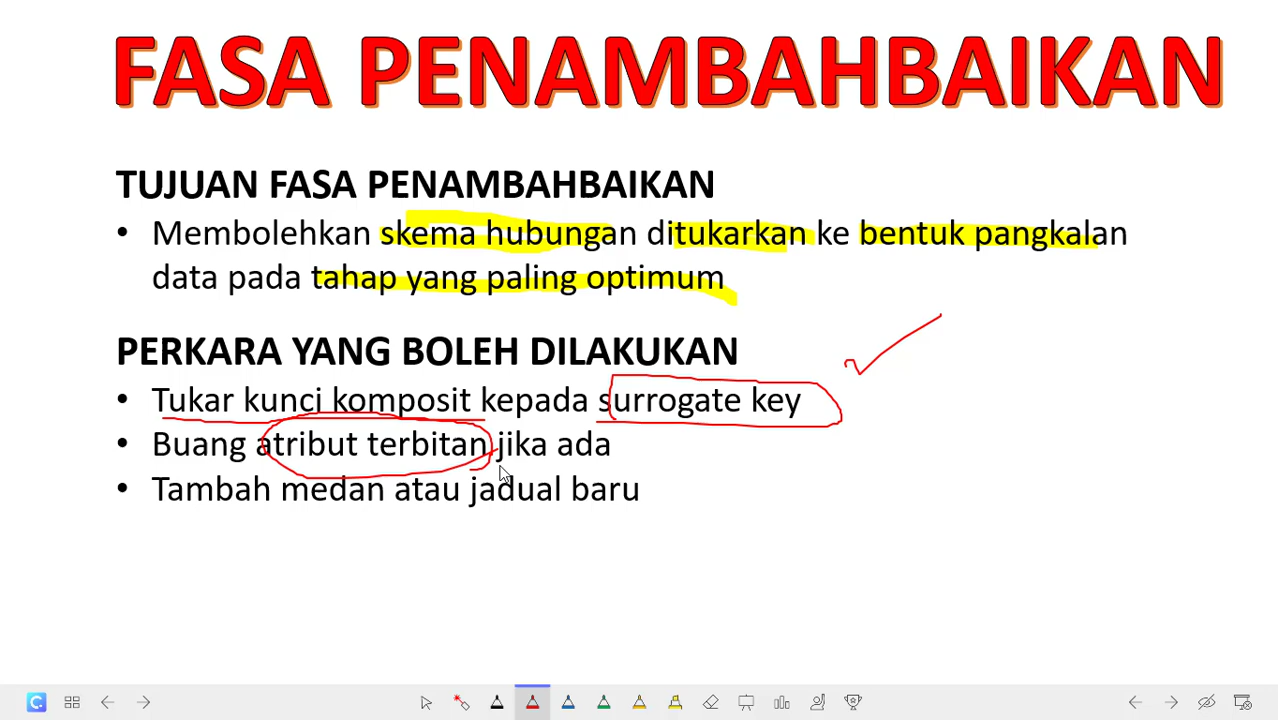 FASA PENAMBAHBAIKAN
TUJUAN FASA PENAMBAHBAIKAN
• Membolehkan skema hubungan ditukarkan ke bentuk pangkalan
data pada tahap yang paling optimum
PERKARA YANG BOLEH DILAKUKAN
• Tukar kunci komposit kepada surrogate key
• Buang atribut terbitan jika ada
• Tambah medan atau jadual baru